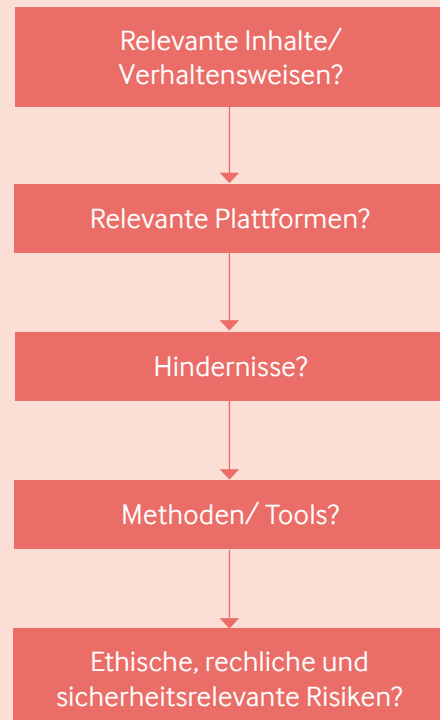 Relevante Inhalte/
Verhaltensweisen?
Relevante Plattformen?
Hindernisse?
Methoden/ Tools?
Ethische, rechliche und
sicherheitsrelevante Risiken?